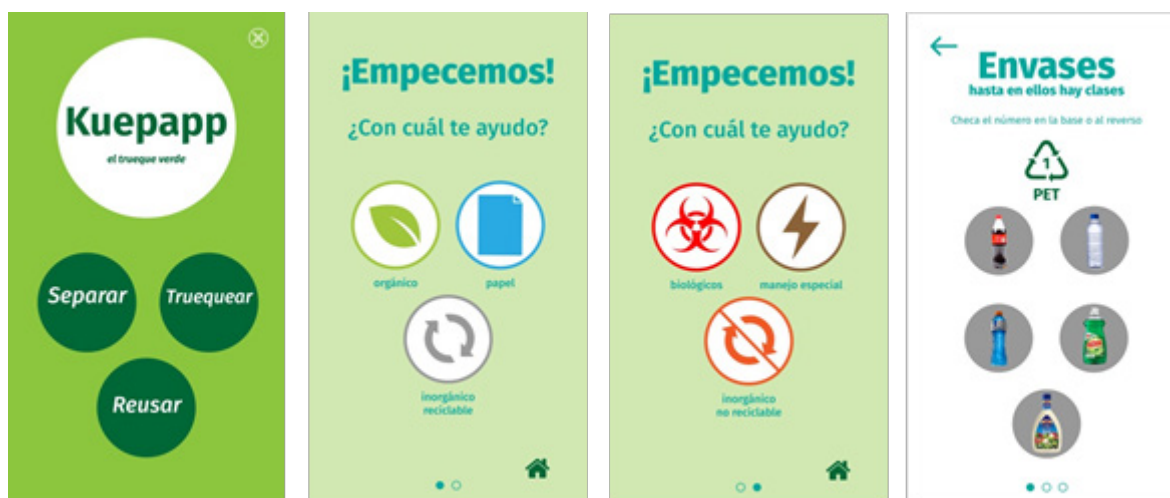 Kuepapp
el trueque verde
Separar
Truequear
Reusar
¡Empecemos!
¿Con cuál te ayudo?
orgánico
papel
inorgánico
reciclable
¡Empecemos!
¿Con cuál te ayudo?
biológicos
manejo especial
inorgánico
no reciclable
Envases
hasta en ellos hay clases
Checa el número en la base o al reverso
1
PET